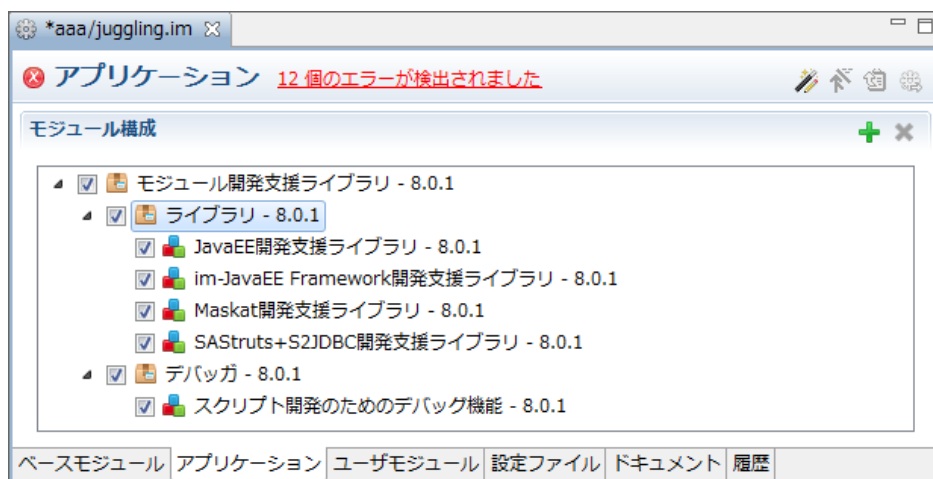 *aaa/juggling.im
アプリケーション 12 個のエラーが検出されました
モジュール構成
モジュール開発支援ライブラリ - 8.0.1
ライブラリ - 8.0.1
JavaEE開発支援ライブラリ - 8.0.1
im-JavaEE Framework開発支援ライブラリ - 8.0.1
Maskat開発支援ライブラリ - 8.0.1
SAStruts+S2JDBC開発支援ライブラリ - 8.0.1
デバッガ - 8.0.1
スクリプト開発のためのデバッグ機能 - 8.0.1
ベースモジュール アプリケーション ユーザモジュール 設定ファイル ドキュメント 履歴